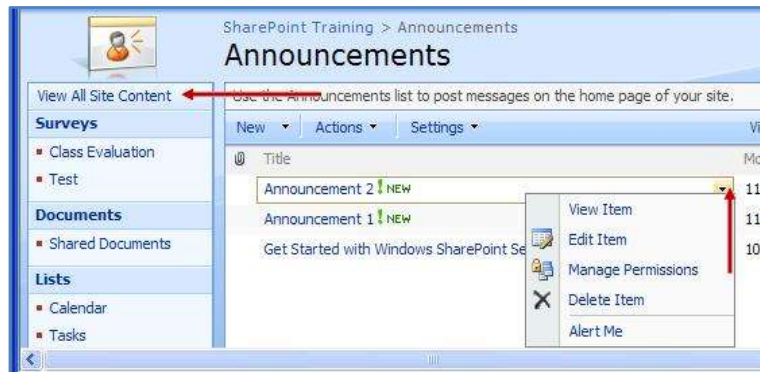 SharePoint Training > Announcements
Announcements
View All Site Content
Use the Announcements list to post messages on the home page of your site.
Surveys
Class Evaluation
Test
Documents
Shared Documents
Lists
Calendar
Tasks
New Actions Settings
Title
Announcement 2 ! NEW 11
Announcement 1 ! NEW 11
Get Started with Windows SharePoint 10
View Item
Edit Item
Manage Permissions
Delete Item
Alert Me